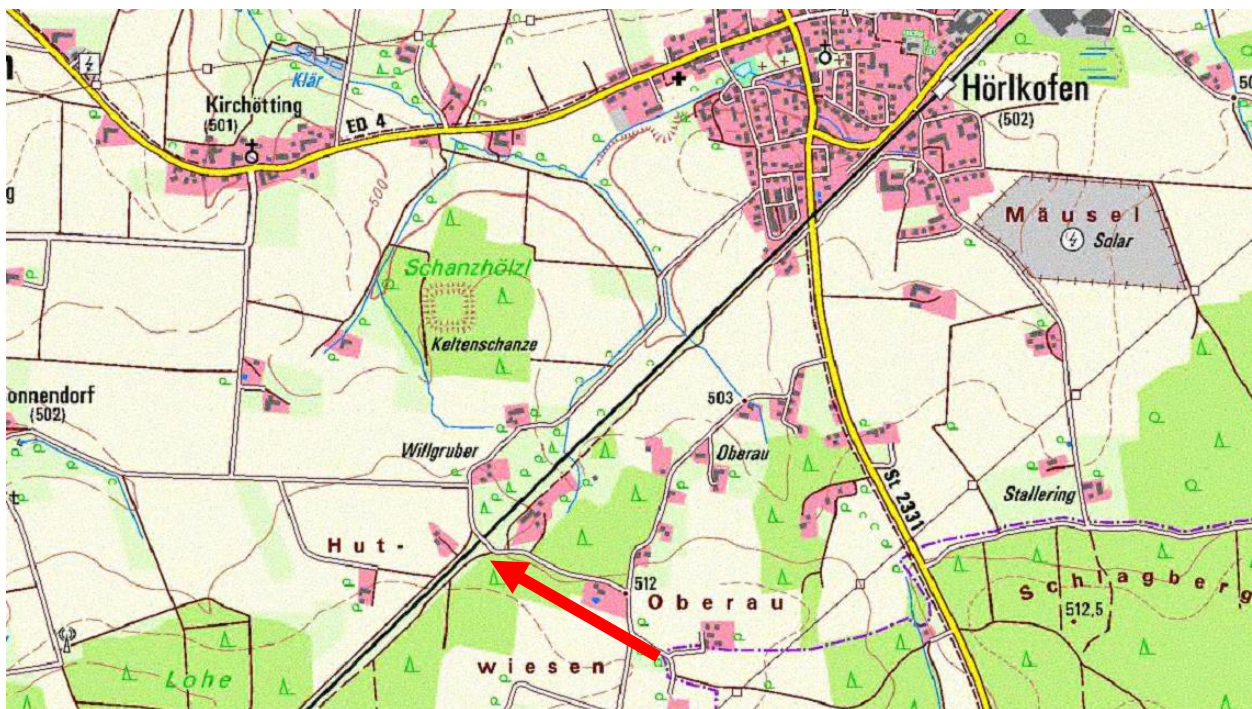 Klär
Kirchötting
(501)
ED 4
Hörlkofen
(502)
500
Mäusel
Solar
Schanzhölzl
Keltenschanze
onnendorf
(502)
503
Willgruber
Oberau
St 2331
Stallering
Hut-
512
Oberau
Schlagberg
512,5
wiesen
Lohe